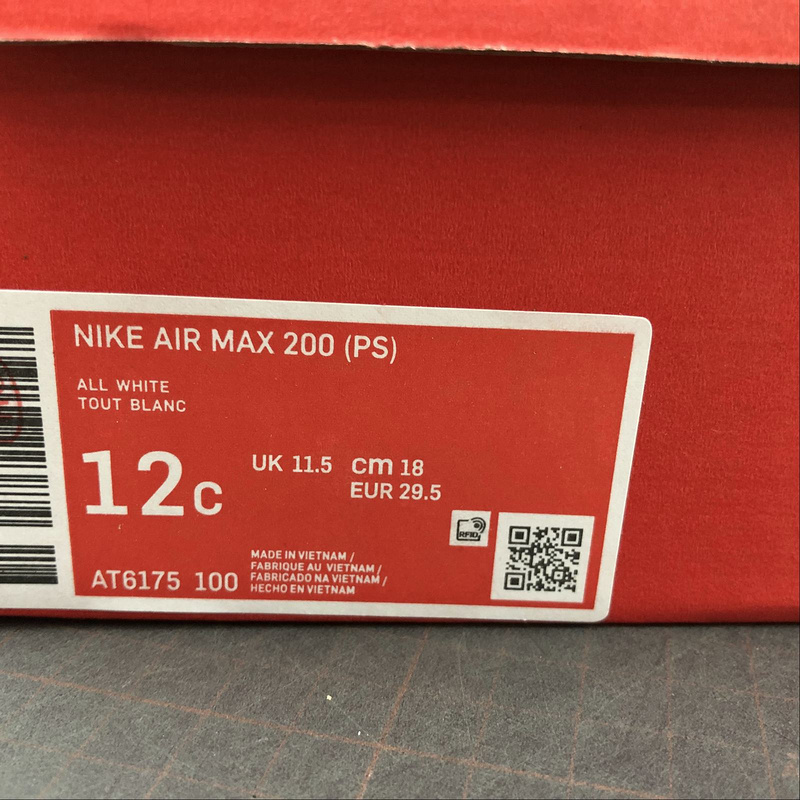 NIKE AIR MAX 200 (PS)
ALL WHITE
TOUT BLANC
12c
UK 11.5 cm 18
EUR 29.5
RFID
AT6175 100
MADE IN VIETNAM /
FABRIQUE AU VIETNAM /
FABRICADO NA VIETNAM /
HECHO EN VIETNAM